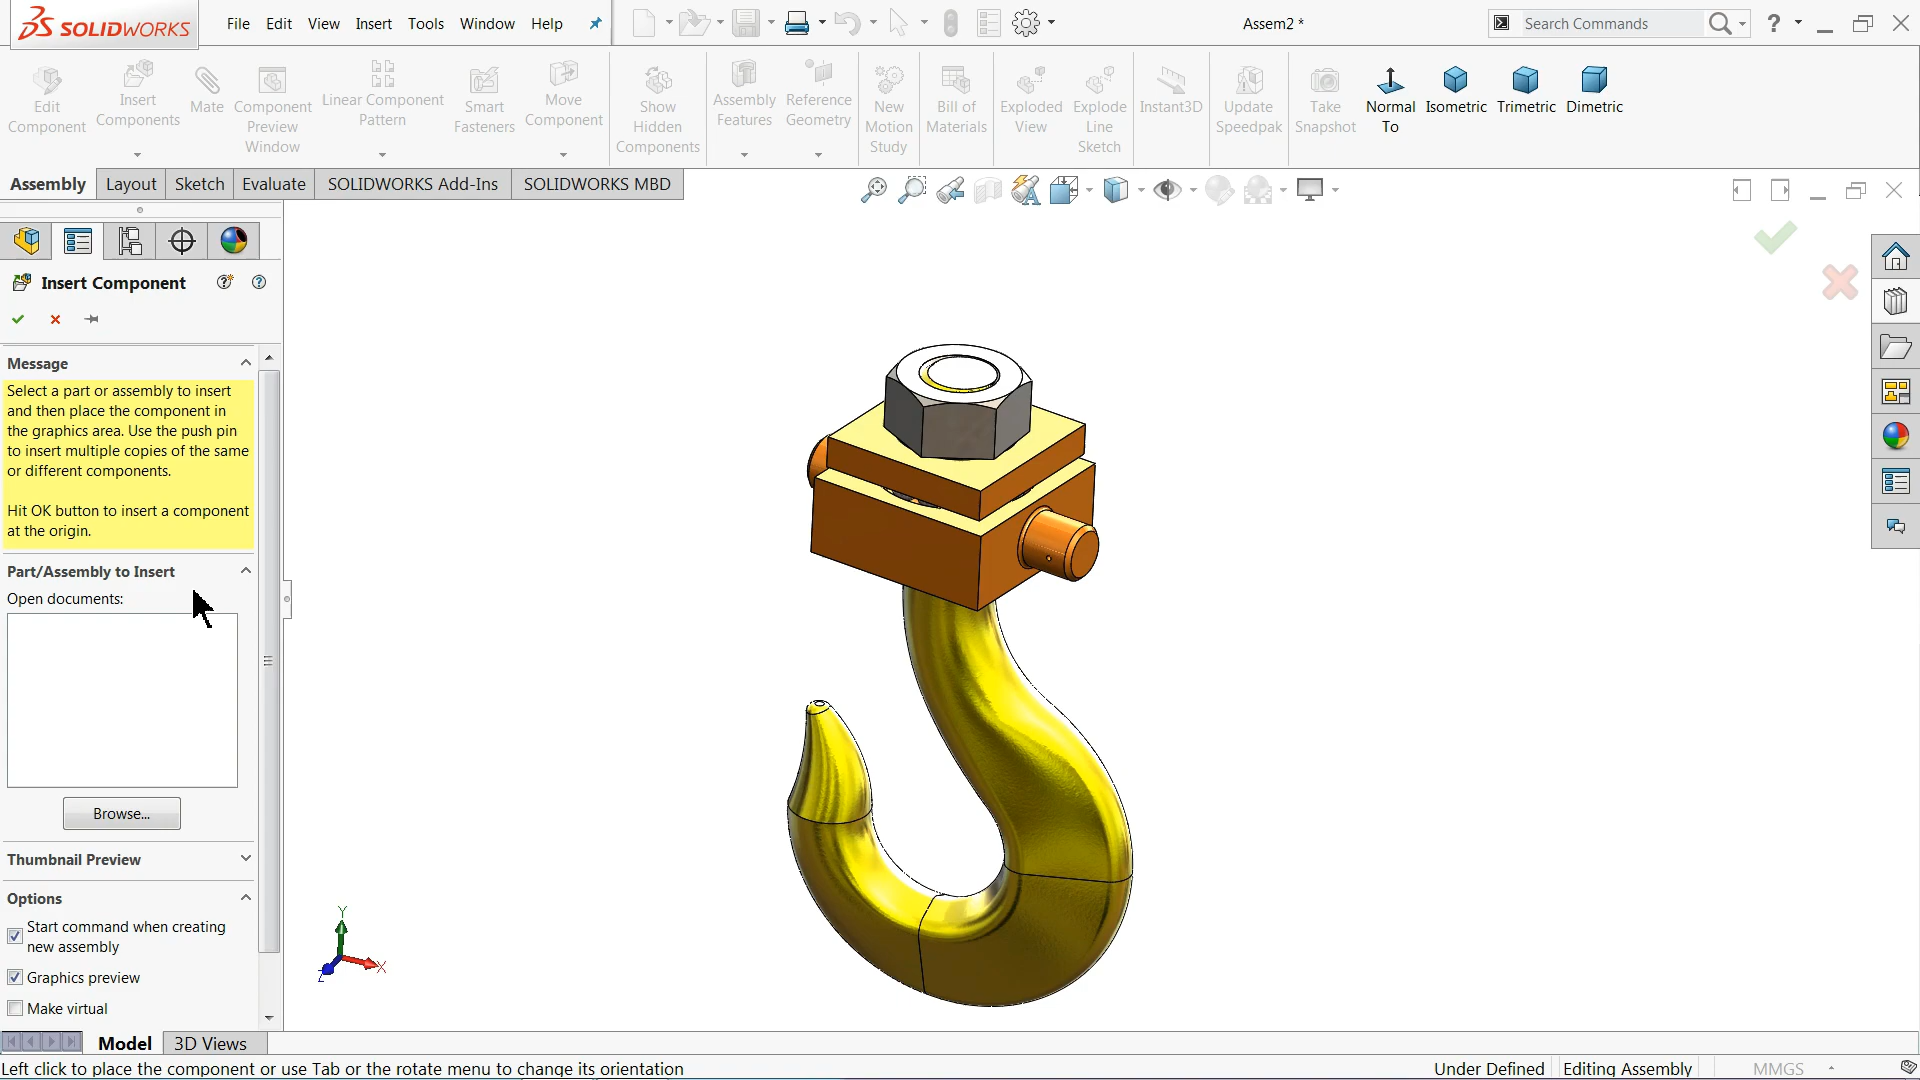 SOLIDWORKS
File Edit View Insert Tools Window Help
Assem2 *
Search Commands
?
Edit Component
Insert Components
Mate
Component Preview Window
Linear Component Pattern
Smart Fasteners
Move Component
Show Hidden Components
Assembly Features
Reference Geometry
New Motion Study
Bill of Materials
Exploded View
Explode Line Sketch
Instant3D
Update Speedpak
Take Snapshot
Normal To
Isometric
Trimetric
Dimetric
Assembly Layout Sketch Evaluate SOLIDWORKS Add-Ins SOLIDWORKS MBD
Insert Component
Message
Select a part or assembly to insert
and then place the component in
the graphics area. Use the push pin
to insert multiple copies of the same
or different components.
Hit OK button to insert a component
at the origin.
Part/Assembly to Insert
Open documents:
Browse...
Thumbnail Preview
Options
Start command when creating
new assembly
Graphics preview
Make virtual
Y
X
Z
Model 3D Views
Left click to place the component or use Tab or the rotate menu to change its orientation
Under Defined Editing Assembly MMGS